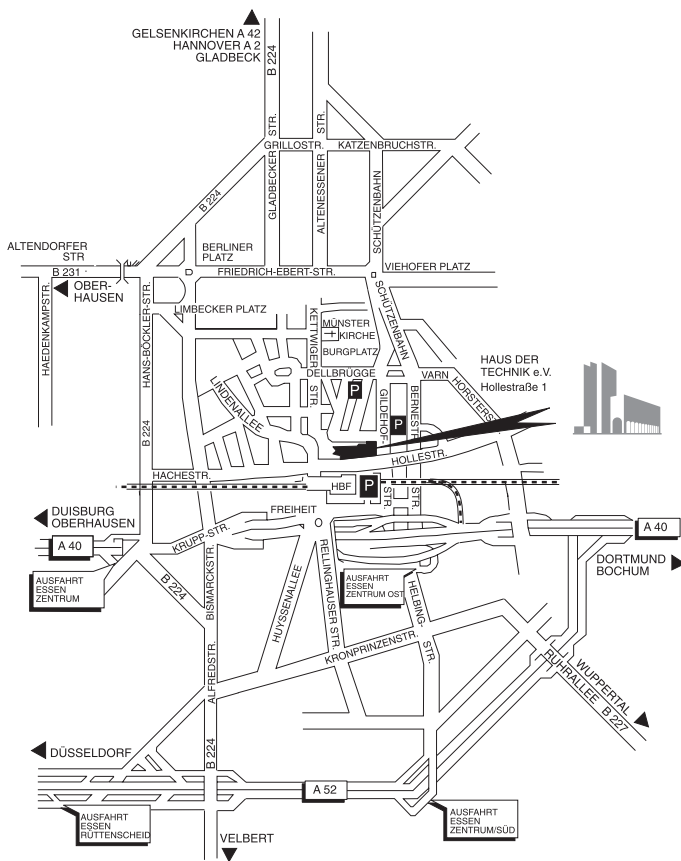 GELSENKIRCHEN A 42
HANNOVER A 2
GLADBECK
B 224
GLADBECKER STR.
ALTENESSENER STR.
GRILLOSTR.
KATZENBRUCHSTR.
B 224
SCHÜTZENBAHN
ALTENDORFER
STR
B 231
BERLINER
PLATZ
FRIEDRICH-EBERT-STR.
VIEHOFER PLATZ
OBER-
HAUSEN
HAEDENKAMPSTR.
HANS-BÖCKLER-STR.
B 224
LIMBECKER PLATZ
KETTWIGER STR.
MÜNSTER
KIRCHE
BURGPLATZ
SCHÜTZENBAHN
DELLBRÜGGE
VARN
HORSTERSTR
LINDENALLEE
P
GILDEHOF-
STR.
P
BERNESTR.
STR.
HAUS DER
TECHNIK e.V.
Hollestraße 1
HOLLESTR.
HACHESTR.
HBF
P
DUISBURG
OBERHAUSEN
A 40
FREIHEIT
KRUPP-STR.
A 40
DORTMUND
BOCHUM
AUSFAHRT
ESSEN
ZENTRUM
B 224
BISMARCKSTR.
HUYSSENALLEE
RELLINGHAUSER STR.
AUSFAHRT
ESSEN
ZENTRUM OST
HELBING-
STR.
KRONPRINZENSTR.
ALFREDSTR.
B 224
WUPPERTAL
RUHRALLEE B 227
DÜSSELDORF
A 52
AUSFAHRT
ESSEN
RÜTTENSCHEID
AUSFAHRT
ESSEN
ZENTRUM/SÜD
VELBERT